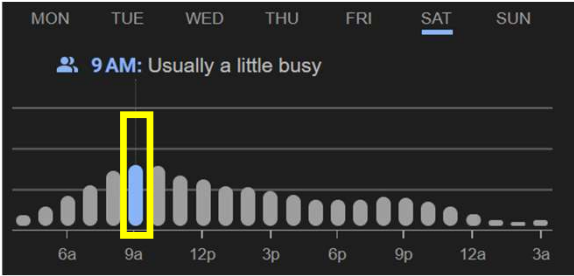 MON TUE WED THU FRI SAT SUN
9 AM: Usually a little busy
6a 9a 12p 3p 6p 9p 12a 3a